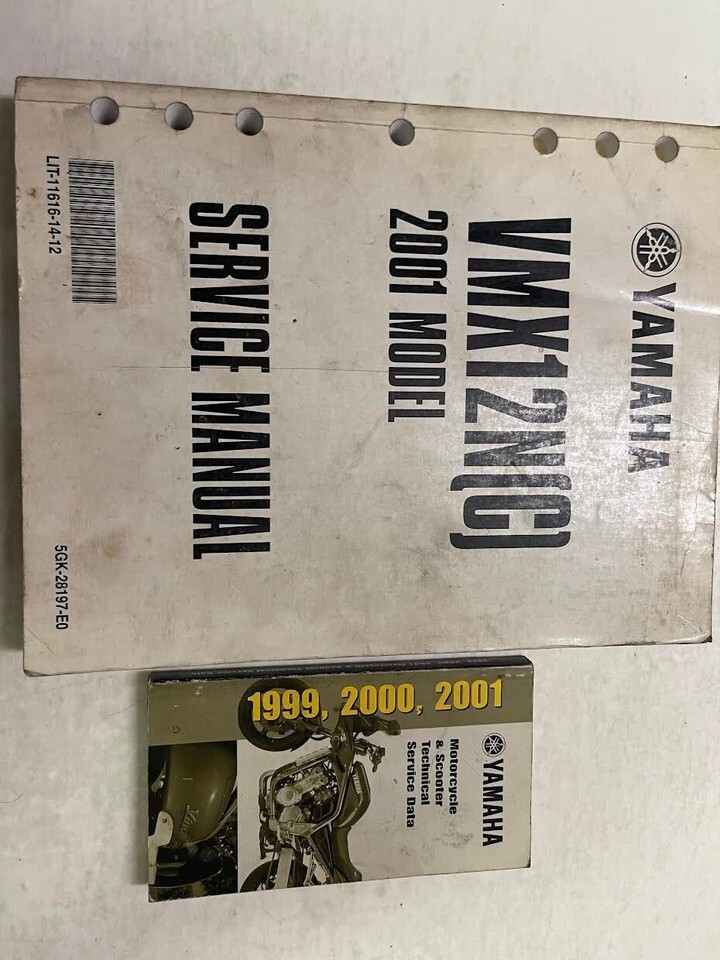 YAMAHA
VMX12N(C)
2001 MODEL
SERVICE MANUAL
LIT-11616-14-12
5GK-28197-E0
1999, 2000, 2001
YAMAHA
Motorcycle
& Scooter
Technical
Service Data